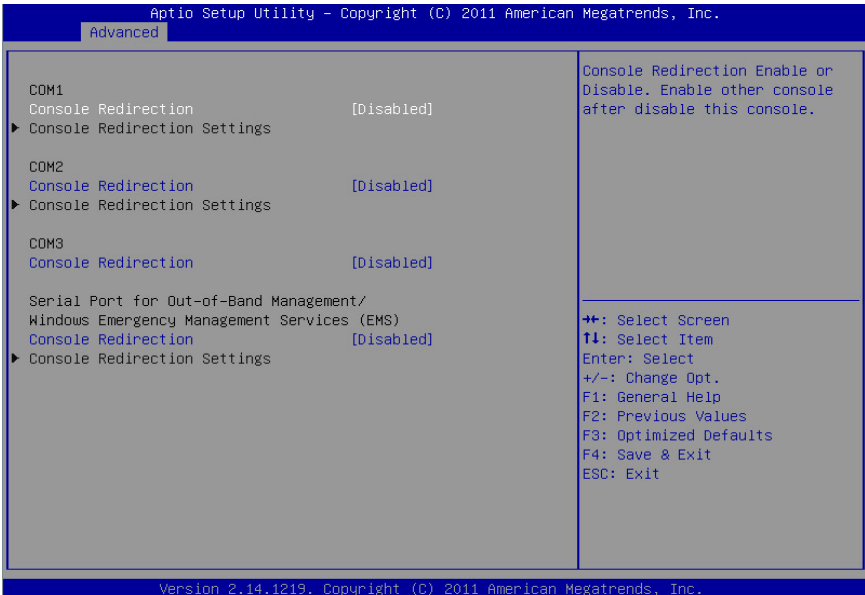 Aptio Setup Utility – Copyright (C) 2011 American Megatrends, Inc.
Advanced
COM1
Console Redirection [Disabled]
▶ Console Redirection Settings
COM2
Console Redirection [Disabled]
▶ Console Redirection Settings
COM3
Console Redirection [Disabled]
Serial Port for Out-of-Band Management/
Windows Emergency Management Services (EMS)
Console Redirection [Disabled]
▶ Console Redirection Settings
Console Redirection Enable or
Disable. Enable other console
after disable this console.
→←: Select Screen
↑↓: Select Item
Enter: Select
+/-: Change Opt.
F1: General Help
F2: Previous Values
F3: Optimized Defaults
F4: Save & Exit
ESC: Exit
Version 2.14.1219. Copyright (C) 2011 American Megatrends, Inc.